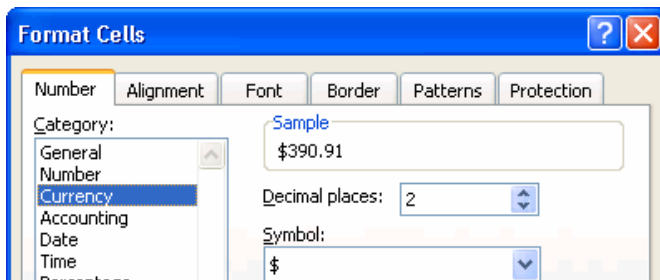 Format Cells
Number Alignment Font Border Patterns Protection
Category:
General
Number
Currency
Accounting
Date
Time
Percentage
Sample
$390.91
Decimal places: 2
Symbol:
$